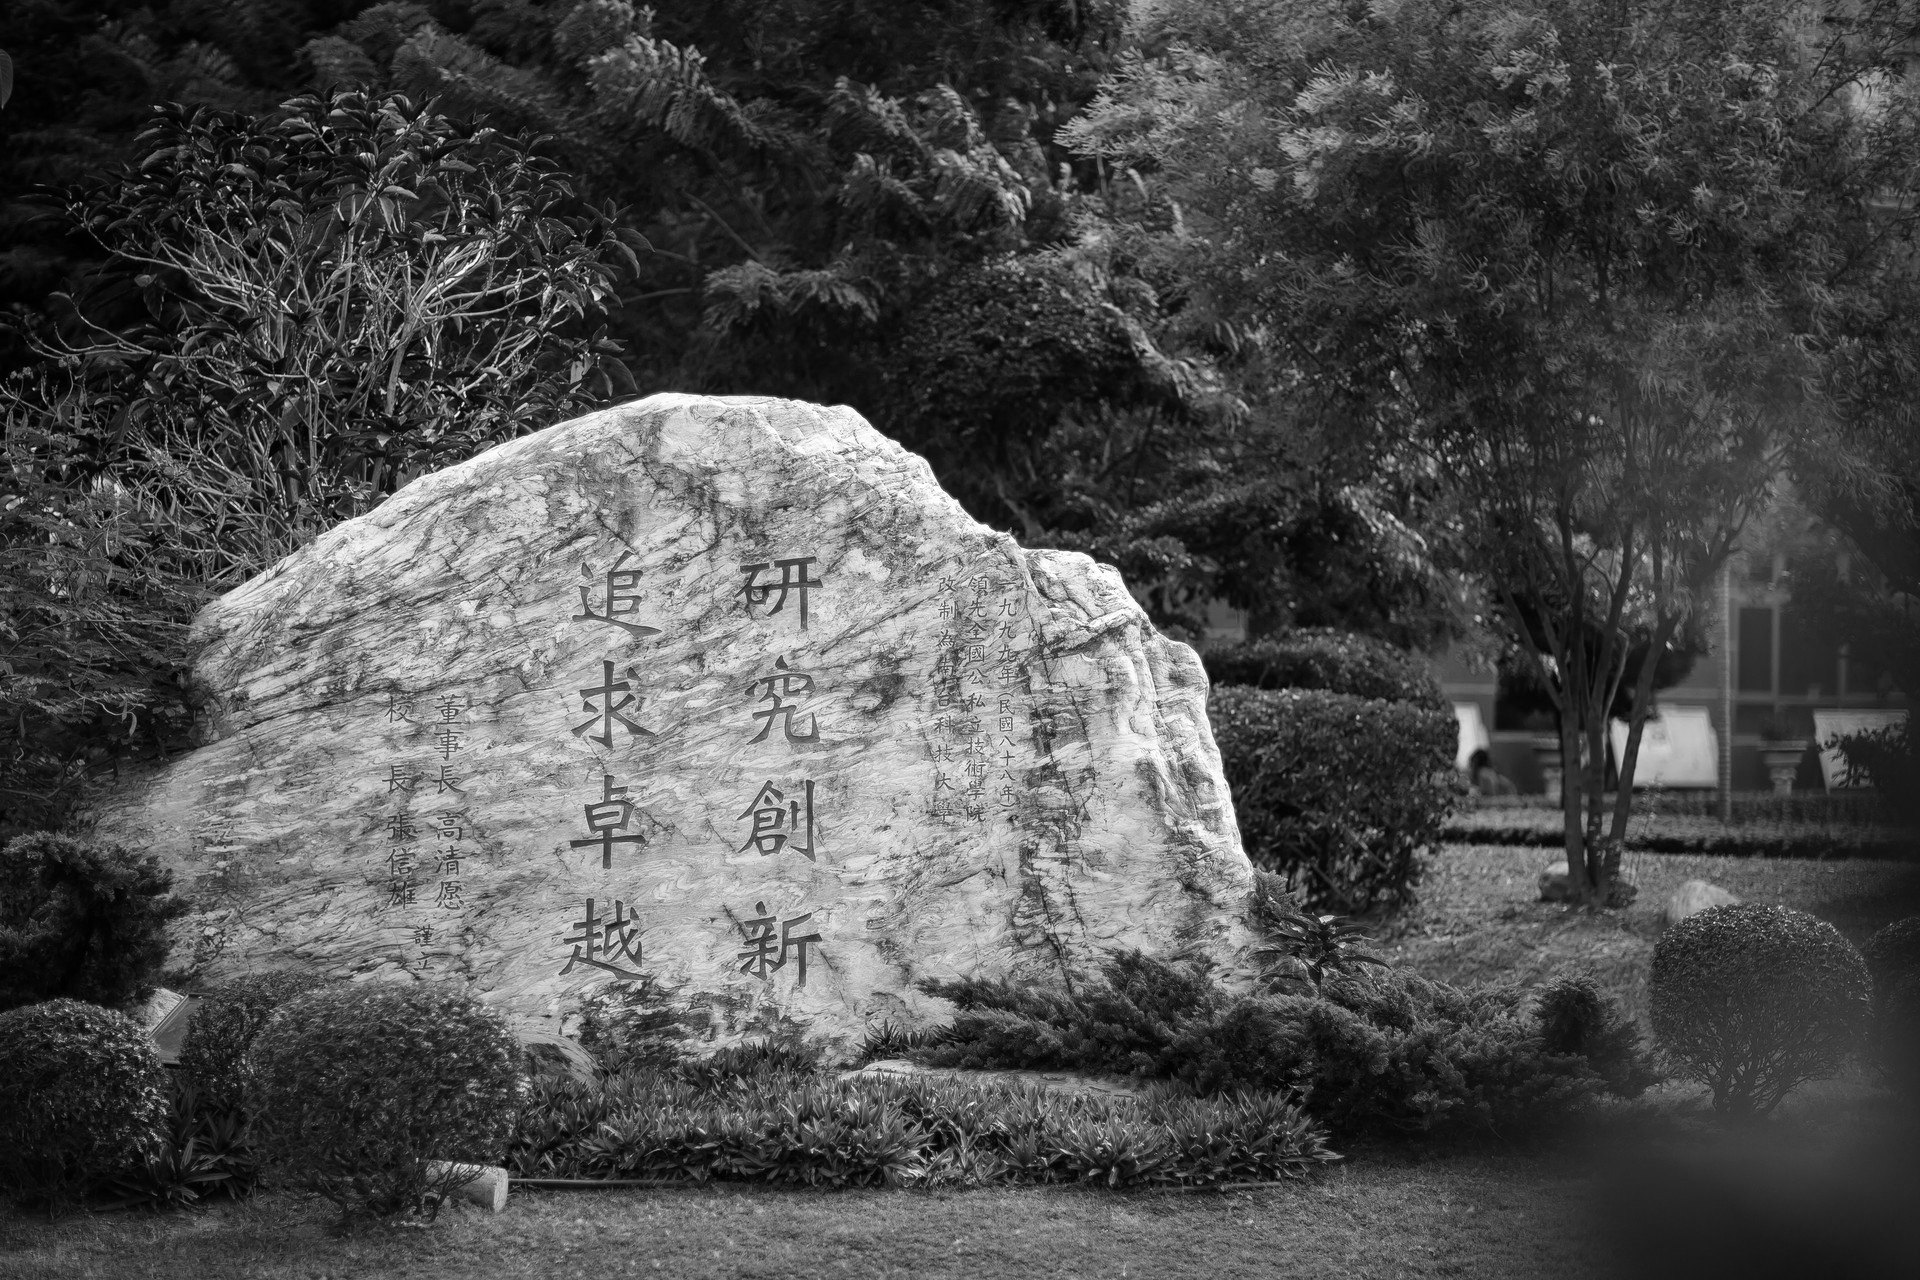 一九九九年(民國八十八年)
領先全國公私立技術學院
改制為南台科技大學
研究創新
追求卓越
董事長 高清愿
校長 張信雄
謹立